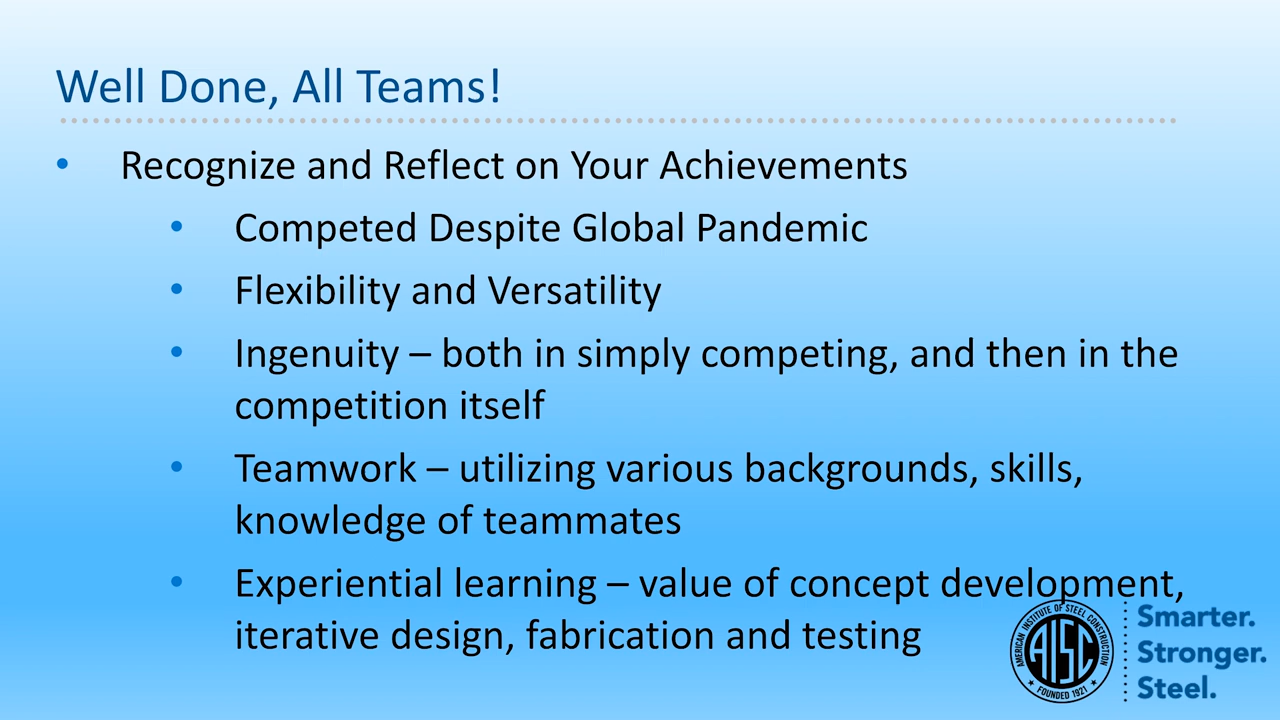 Well Done, All Teams!
• Recognize and Reflect on Your Achievements
• Competed Despite Global Pandemic
• Flexibility and Versatility
• Ingenuity – both in simply competing, and then in the
competition itself
• Teamwork – utilizing various backgrounds, skills,
knowledge of teammates
• Experiential learning – value of concept development,
iterative design, fabrication and testing
AMERICAN INSTITUTE OF STEEL CONSTRUCTION
AISC
FOUNDED 1921
Smarter.
Stronger.
Steel.